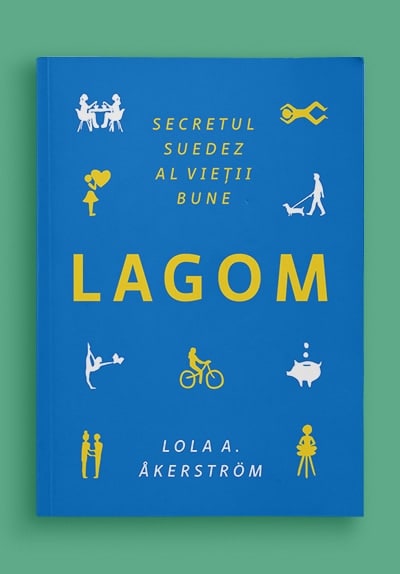 SECRETUL
SUEDEZ
AL VIEȚII
BUNE
LAGOM
LOLA A.
ÅKERSTRÖM